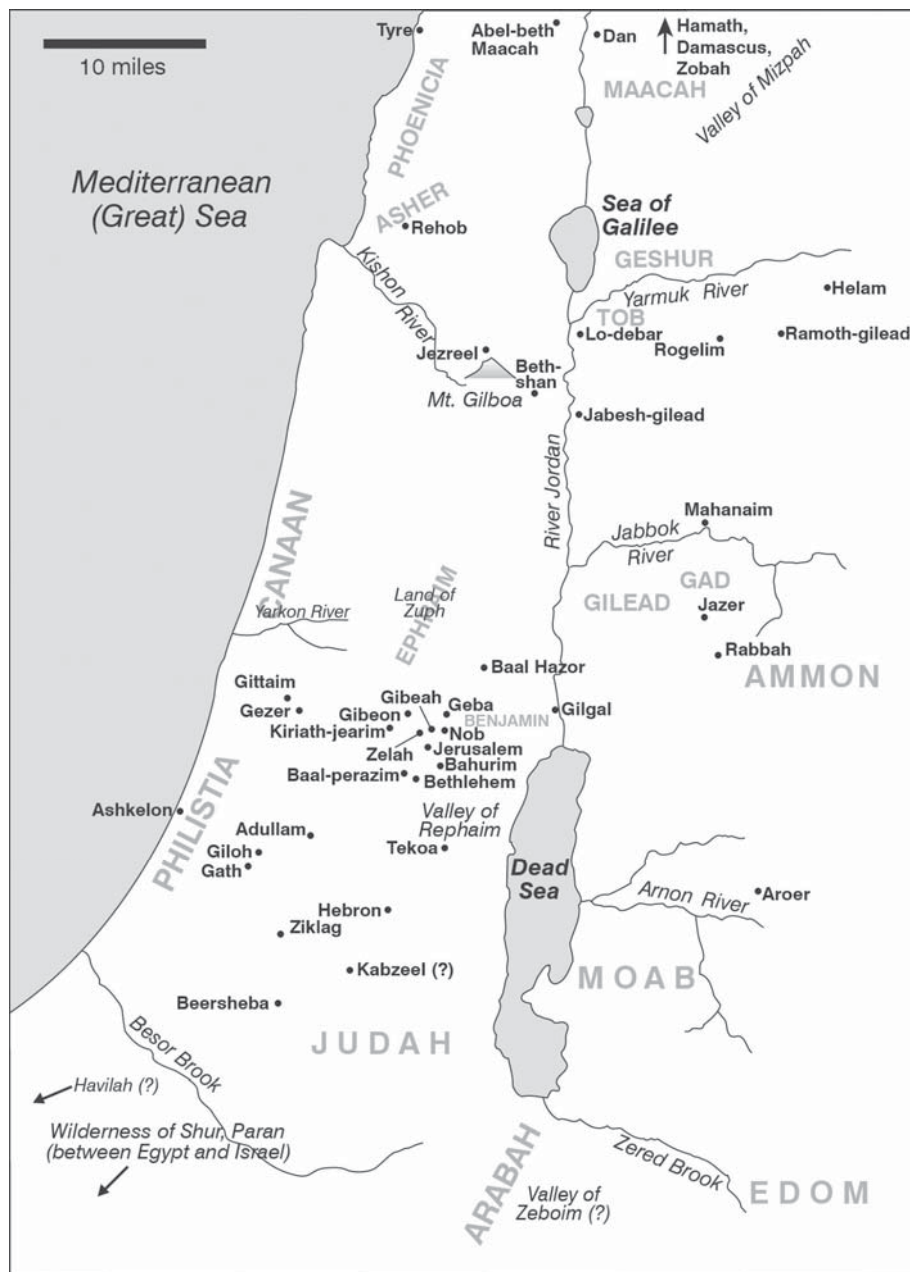 10 miles
Tyre
Abel-beth
Maacah
Dan
Hamath,
Damascus,
Zobah
MAACAH
Valley of Mizpah
PHOENICIA
Mediterranean
(Great) Sea
ASHER
Rehob
Sea of
Galilee
GESHUR
Kishon
River
Yarmuk River
Helam
TOB
Lo-debar
Rogelim
Ramoth-gilead
Jezreel
Beth-
shan
Mt. Gilboa
Jabesh-gilead
River Jordan
Mahanaim
Jabbok
River
CANAAN
Land of
Zuph
EPHRAIM
GAD
GILEAD
Jazer
Yarkon River
Rabbah
AMMON
Baal Hazor
Gittaim
Gezer
Gibeah
Gibeon
Geba
BENJAMIN
Gilgal
Kiriath-jearim
Nob
Zelah
Jerusalem
Bahurim
Baal-perazim
Bethlehem
PHILISTIA
Ashkelon
Valley of
Rephaim
Adullam
Giloh
Gath
Tekoa
Dead
Sea
Arnon River
Aroer
Hebron
Ziklag
Kabzeel (?)
MOAB
Beersheba
JUDAH
Besor Brook
Havilah (?)
Wilderness of Shur, Paran
(between Egypt and Israel)
ARABAH
Zered Brook
Valley of
Zeboim (?)
EDOM